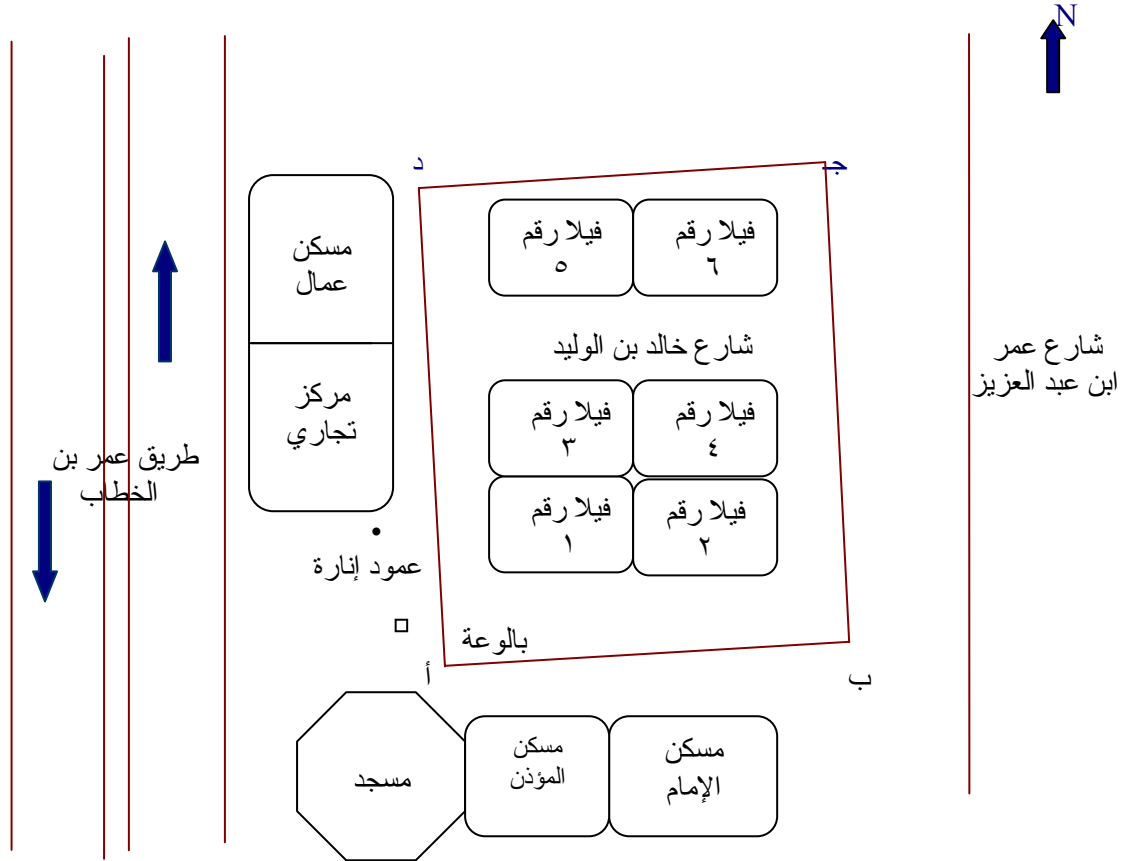 N
د
جـ
مسكن
عمال
فيلا رقم
٥
فيلا رقم
٦
شارع خالد بن الوليد
شارع عمر
ابن عبد العزيز
مركز
تجاري
فيلا رقم
٣
فيلا رقم
٤
طريق عمر بن
الخطاب
فيلا رقم
١
فيلا رقم
٢
عمود إنارة
بالوعة
أ
ب
مسجد
مسكن
المؤذن
مسكن
الإمام